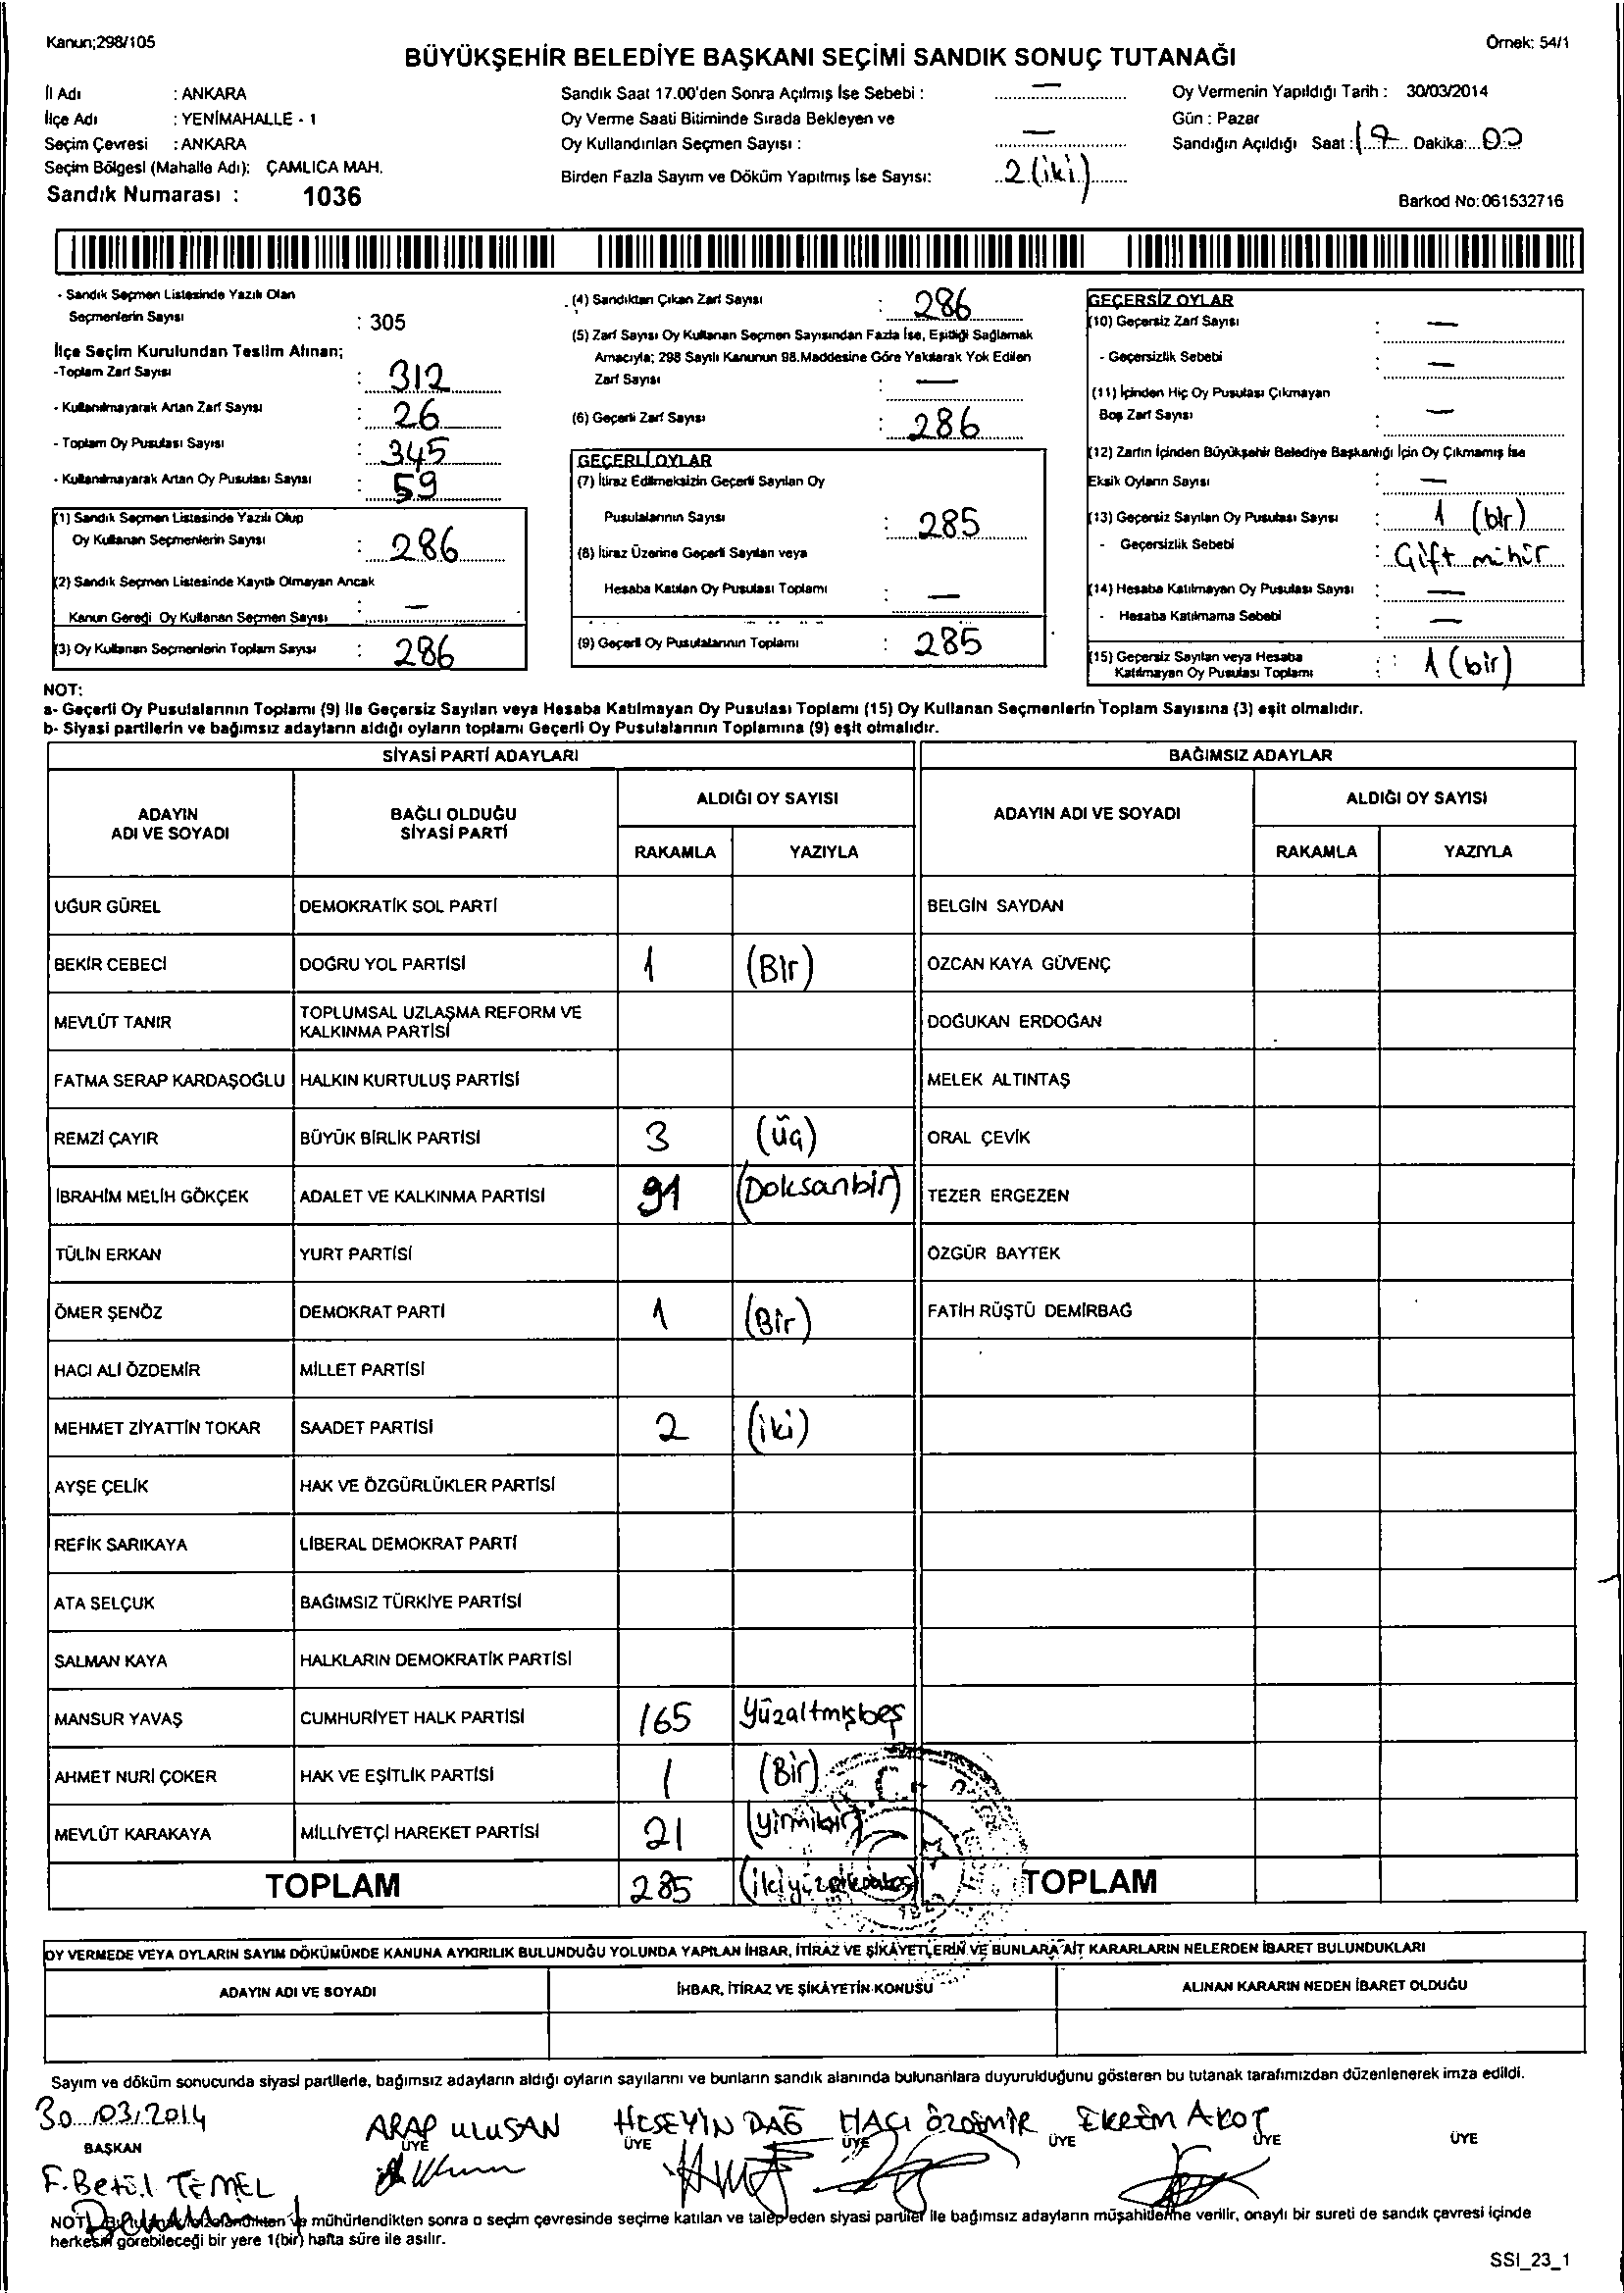 Kanun;298/105
Örnek: 54/1
BÜYÜKŞEHİR BELEDİYE BAŞKANI SEÇİMİ SANDIK SONUÇ TUTANAĞI
İl Adı : ANKARA
İlçe Adı : YENİMAHALLE - 1
Seçim Çevresi : ANKARA
Seçim Bölgesi (Mahalle Adı): ÇAMLICA MAH.
Sandık Numarası : 1036
Sandık Saat 17.00'den Sonra Açılmış İse Sebebi : —
Oy Verme Saati Bitiminde Sırada Bekleyen ve
Oy Kullandırılan Seçmen Sayısı : —
Birden Fazla Sayım ve Döküm Yapılmış İse Sayısı: 2 (iki)
Oy Vermenin Yapıldığı Tarih : 30/03/2014
Gün : Pazar
Sandığın Açıldığı Saat : 17 Dakika: 00
Barkod No:061532716
- Sandık Seçmen Listesinde Yazılı Olan
Seçmenlerin Sayısı : 305
İlçe Seçim Kurulundan Teslim Alınan;
-Toplam Zarf Sayısı : 312
- Kullanılmayarak Artan Zarf Sayısı : 26
- Toplam Oy Pusulası Sayısı : 345
- Kullanılmayarak Artan Oy Pusulası Sayısı : 59
(1) Sandık Seçmen Listesinde Yazılı Olup
Oy Kullanan Seçmenlerin Sayısı : 286
(2) Sandık Seçmen Listesinde Kayıtlı Olmayan Ancak
Kanun Gereği Oy Kullanan Seçmen Sayısı : —
(3) Oy Kullanan Seçmenlerin Toplam Sayısı : 286
(4) Sandıktan Çıkan Zarf Sayısı : 286
(5) Zarf Sayısı Oy Kullanan Seçmen Sayısından Fazla İse, Eşitliği Sağlamak
Amacıyla; 298 Sayılı Kanunun 98.Maddesine Göre Yakılarak Yok Edilen
Zarf Sayısı : —
(6) Geçerli Zarf Sayısı : 286
GEÇERLİ OYLAR
(7) İtiraz Edilmeksizin Geçerli Sayılan Oy
Pusulalarının Sayısı : 285
(8) İtiraz Üzerine Geçerli Sayılan veya
Hesaba Katılan Oy Pusulası Toplamı : —
(9) Geçerli Oy Pusulalarının Toplamı : 285
GEÇERSİZ OYLAR
(10) Geçersiz Zarf Sayısı : —
- Geçersizlik Sebebi : —
(11) İçinden Hiç Oy Pusulası Çıkmayan
Boş Zarf Sayısı : —
(12) Zarfın İçinden Büyükşehir Belediye Başkanlığı İçin Oy Çıkmamış İse
Eksik Oyların Sayısı : —
(13) Geçersiz Sayılan Oy Pusulası Sayısı : 1 (bir)
- Geçersizlik Sebebi : Çift mühür
(14) Hesaba Katılmayan Oy Pusulası Sayısı : —
- Hesaba Katılmama Sebebi : —
(15) Geçersiz Sayılan veya Hesaba
Katılmayan Oy Pusulası Toplamı : 1 (bir)
NOT:
a- Geçerli Oy Pusulalarının Toplamı (9) ile Geçersiz Sayılan veya Hesaba Katılmayan Oy Pusulası Toplamı (15) Oy Kullanan Seçmenlerin Toplam Sayısına (3) eşit olmalıdır.
b- Siyasi partilerin ve bağımsız adayların aldığı oyların toplamı Geçerli Oy Pusulalarının Toplamına (9) eşit olmalıdır.
SİYASİ PARTİ ADAYLARI BAĞIMSIZ ADAYLAR
ADAYIN ADI VE SOYADI BAĞLI OLDUĞU SİYASİ PARTİ ALDIĞI OY SAYISI RAKAMLA YAZIYLA
ADAYIN ADI VE SOYADI ALDIĞI OY SAYISI RAKAMLA YAZIYLA
UĞUR GÜREL DEMOKRATİK SOL PARTİ BELGİN SAYDAN
BEKİR CEBECİ DOĞRU YOL PARTİSİ 1 (Bir) ÖZCAN KAYA GÜVENÇ
MEVLÜT TANIR TOPLUMSAL UZLAŞMA REFORM VE KALKINMA PARTİSİ DOĞUKAN ERDOĞAN
FATMA SERAP KARDAŞOĞLU HALKIN KURTULUŞ PARTİSİ MELEK ALTINTAŞ
REMZİ ÇAYIR BÜYÜK BİRLİK PARTİSİ 3 (üç) ORAL ÇEVİK
İBRAHİM MELİH GÖKÇEK ADALET VE KALKINMA PARTİSİ 91 (Doksanbir) TEZER ERGEZEN
TÜLİN ERKAN YURT PARTİSİ ÖZGÜR BAYTEK
ÖMER ŞENÖZ DEMOKRAT PARTİ 1 (Bir) FATİH RÜŞTÜ DEMİRBAĞ
HACI ALİ ÖZDEMİR MİLLET PARTİSİ
MEHMET ZİYATTİN TOKAR SAADET PARTİSİ 2 (iki)
AYŞE ÇELİK HAK VE ÖZGÜRLÜKLER PARTİSİ
REFİK SARIKAYA LİBERAL DEMOKRAT PARTİ
ATA SELÇUK BAĞIMSIZ TÜRKİYE PARTİSİ
SALMAN KAYA HALKLARIN DEMOKRATİK PARTİSİ
MANSUR YAVAŞ CUMHURİYET HALK PARTİSİ 165 yüzaltmışbeş
AHMET NURİ ÇOKER HAK VE EŞİTLİK PARTİSİ 1 (Bir)
MEVLÜT KARAKAYA MİLLİYETÇİ HAREKET PARTİSİ 21 (yirmibir)
TOPLAM 285 TOPLAM
OY VERMEDE VEYA OYLARIN SAYIM DÖKÜMÜNDE KANUNA AYKIRILIK BULUNDUĞU YOLUNDA YAPILAN İHBAR, İTİRAZ VE ŞİKÂYETLERİN VE BUNLARA AİT KARARLARIN NELERDEN İBARET BULUNDUKLARI
ADAYIN ADI VE SOYADI İHBAR, İTİRAZ VE ŞİKÂYETİN KONUSU ALINAN KARARIN NEDEN İBARET OLDUĞU
Sayım ve döküm sonucunda siyasi partilerle, bağımsız adayların aldığı oyların sayılarını ve bunların sandık alanında bulunanlara duyurulduğunu gösteren bu tutanak tarafımızdan düzenlenerek imza edildi.
30/03/2014 ARAP ULUSAN HÜSEYİN DAĞ HACI ÖZDEMİR EKREM AKOT
BAŞKAN ÜYE ÜYE ÜYE ÜYE ÜYE ÜYE
F. Betül TEMEL
NOT: mühürlendikten sonra o seçim çevresinde seçime katılan ve talep eden siyasi partiler ile bağımsız adayların müşahitlerine verilir, onaylı bir sureti de sandık çevresi içinde
herkesin görebileceği bir yere 1(bir) hafta süre ile asılır.
SSI_23_1